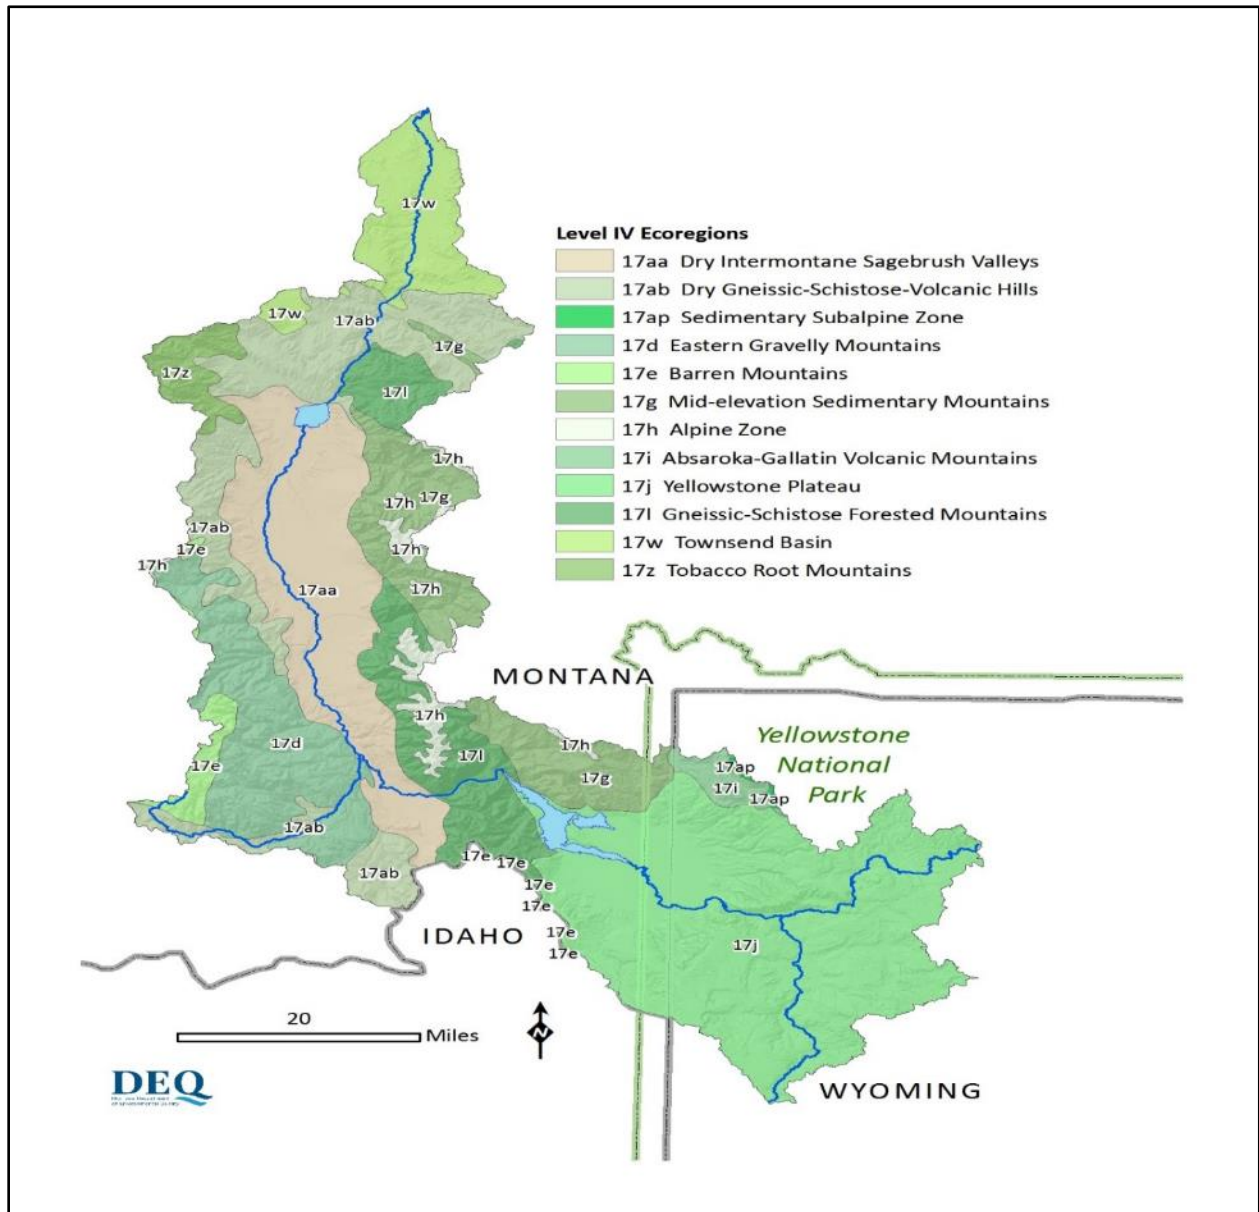 17w
Level IV Ecoregions
17aa Dry Intermontane Sagebrush Valleys
17ab Dry Gneissic-Schistose-Volcanic Hills
17ap Sedimentary Subalpine Zone
17d Eastern Gravelly Mountains
17e Barren Mountains
17g Mid-elevation Sedimentary Mountains
17h Alpine Zone
17i Absaroka-Gallatin Volcanic Mountains
17j Yellowstone Plateau
17l Gneissic-Schistose Forested Mountains
17w Townsend Basin
17z Tobacco Root Mountains
17w
17ab
17g
17z
17l
17h
17h
17g
17ab
17e
17h
17h
17aa
17h
MONTANA
17h
17d
17l
17h
17g
17e
Yellowstone
National
Park
17ap
17i
17ap
17ab
17ab
17e
17e
17e
17e
17e
17e
IDAHO
17j
20
Miles
N
DEQ
WYOMING